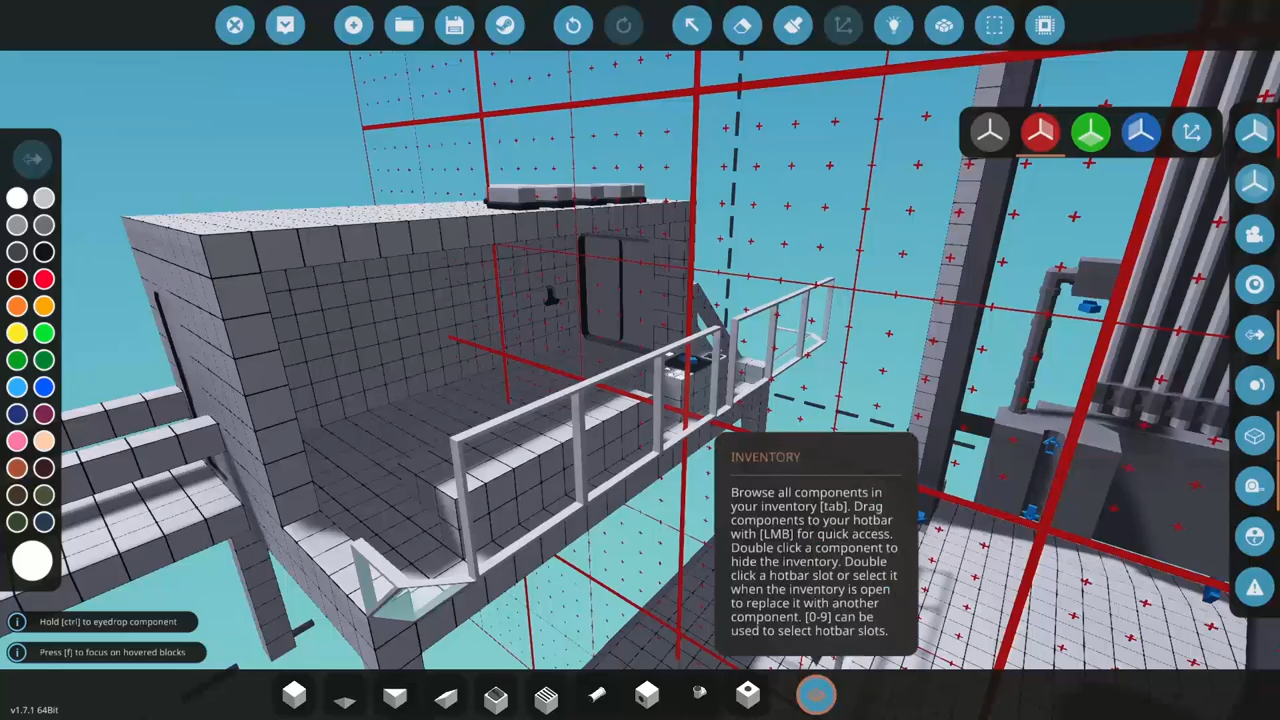 INVENTORY
Browse all components in
your inventory [tab]. Drag
components to your hotbar
with [LMB] for quick access.
Double click a component to
hide the inventory. Double
click a hotbar slot or select it
when the inventory is open
to replace it with another
component. [0-9] can be
used to select hotbar slots.
Hold [ctrl] to eyedrop component
Press [f] to focus on hovered blocks
v1.7.1 64Bit